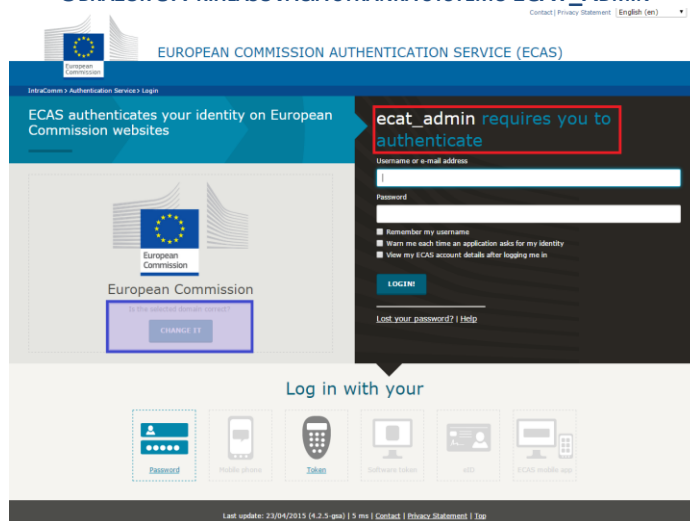 Contact | Privacy Statement English (en)
EUROPEAN COMMISSION AUTHENTICATION SERVICE (ECAS)
European
Commission
IntraComm > Authentication Service > Login
ECAS authenticates your identity on European
Commission websites
European
Commission
European Commission
Is the selected domain correct?
CHANGE IT
ecat_admin requires you to
authenticate
Username or e-mail address
Password
Remember my username
Warn me each time an application asks for my identity
View my ECAS account details after logging me in
LOGIN!
Lost your password? | Help
Log in with your
Password
Mobile phone
Token
Software token
eID
ECAS mobile app
Last update: 23/04/2015 (4.2.5-gsa) | 5 ms | Contact | Privacy Statement | Top